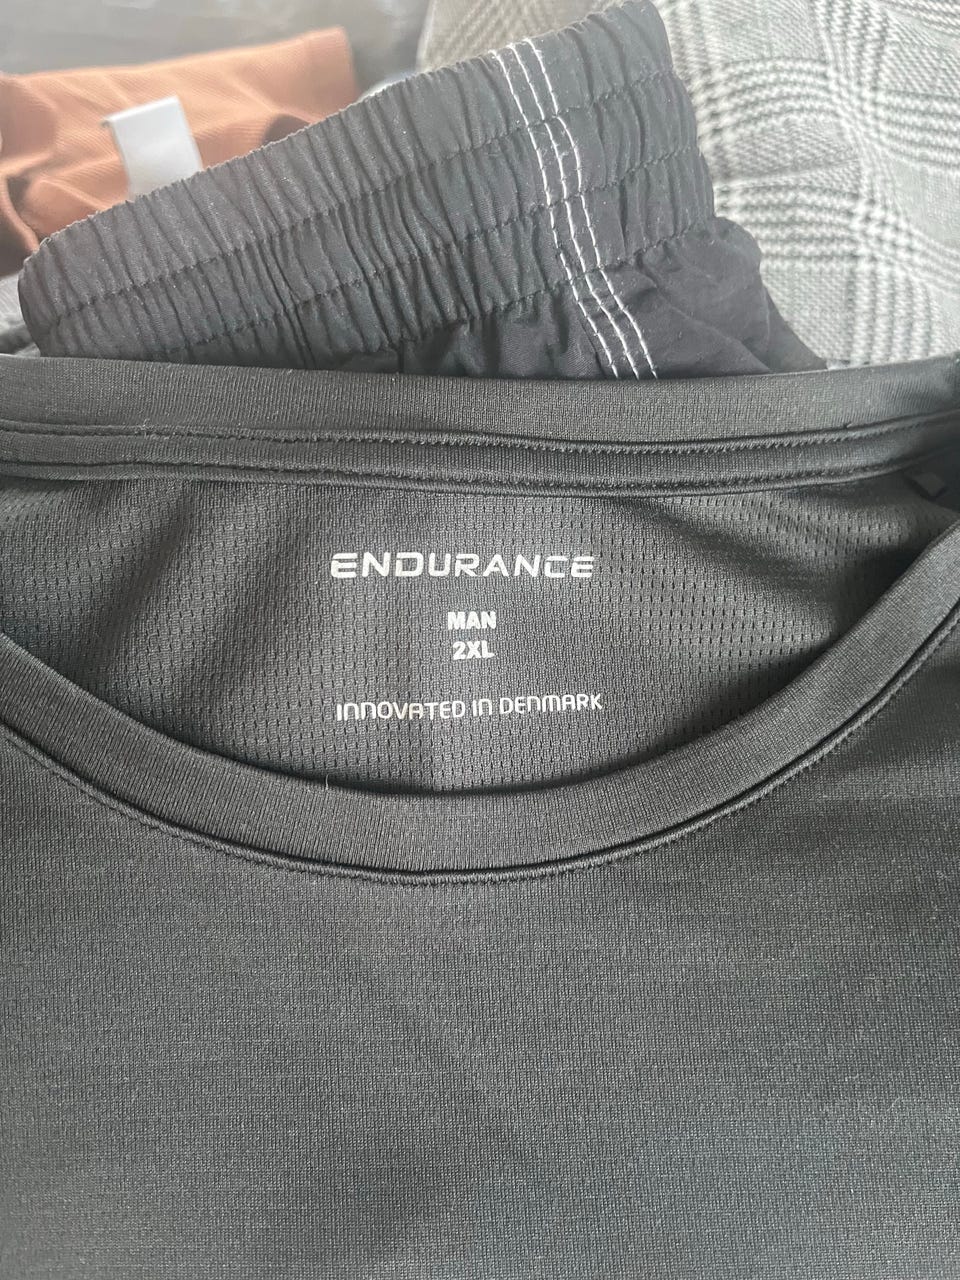 ENDURANCE
MAN
2XL
INNOVATED IN DENMARK